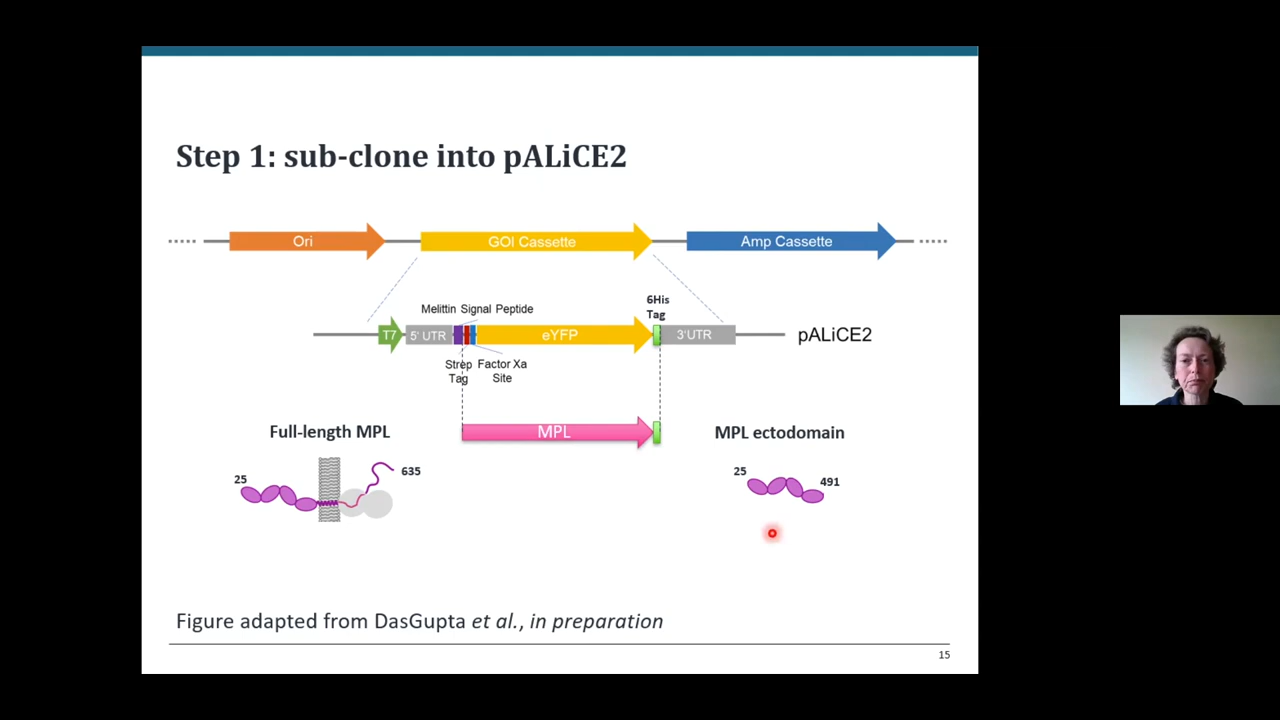 Step 1: sub-clone into pALiCE2
Ori
GOI Cassette
Amp Cassette
6His
Tag
Melittin Signal Peptide
T7
5' UTR
eYFP
3'UTR
pALiCE2
Strep
Tag
Factor Xa
Site
Full-length MPL
MPL
MPL ectodomain
25
635
25
491
Figure adapted from DasGupta et al., in preparation
15